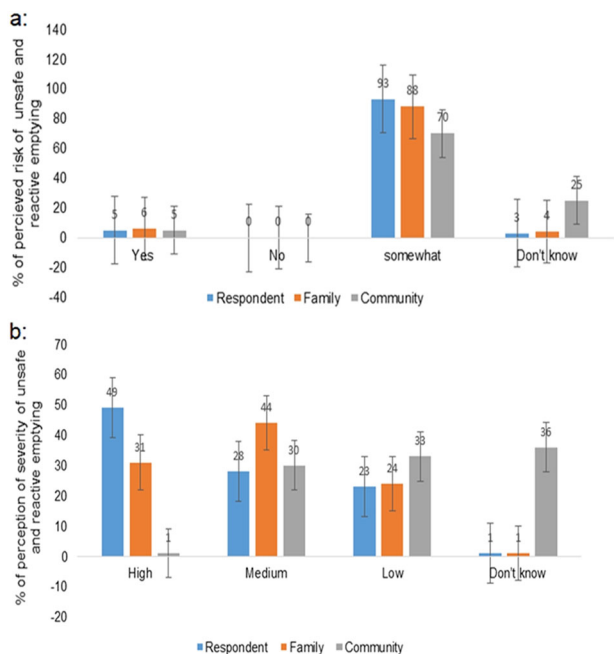 a:
% of percieved risk of unsafe and
reactive emptying
140
120
100
80
60
40
20
0
-20
-40
5 6 5
0 0 0
93 88 70
3 4 25
Yes No somewhat Don't know
Respondent Family Community
b:
% of perception of severity of unsafe
and reactive emptying
70
60
50
40
30
20
10
0
-10
-20
49 31 1
28 44 30
23 24 33
1 1 36
High Medium Low Don't know
Respondent Family Community